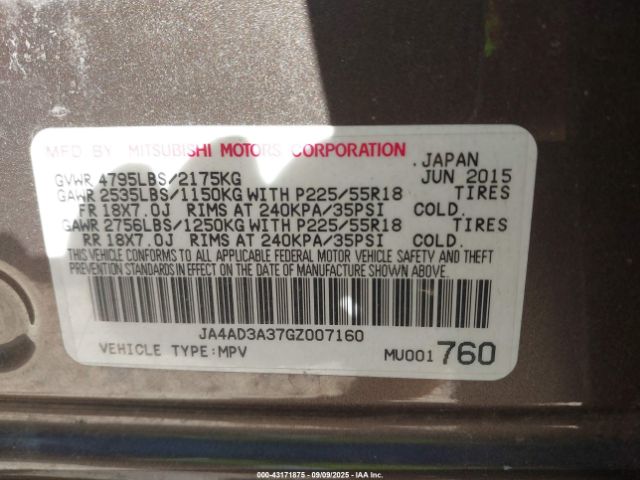 MFD BY MITSUBISHI MOTORS CORPORATION. JAPAN
GVWR 4795LBS/2175KG JUN 2015
GAWR 2535LBS/1150KG WITH P225/55R18 TIRES
FR 18X7.0J RIMS AT 240KPA/35PSI COLD.
GAWR 2756LBS/1250KG WITH P225/55R18 TIRES
RR 18X7.0J RIMS AT 240KPA/35PSI COLD.
THIS VEHICLE CONFORMS TO ALL APPLICABLE FEDERAL MOTOR VEHICLE SAFETY AND THEFT
PREVENTION STANDARDS IN EFFECT ON THE DATE OF MANUFACTURE SHOWN ABOVE.
JA4AD3A37GZ007160
VEHICLE TYPE:MPV MU001760
000-43171875 - 09/09/2025 - IAAI.COM